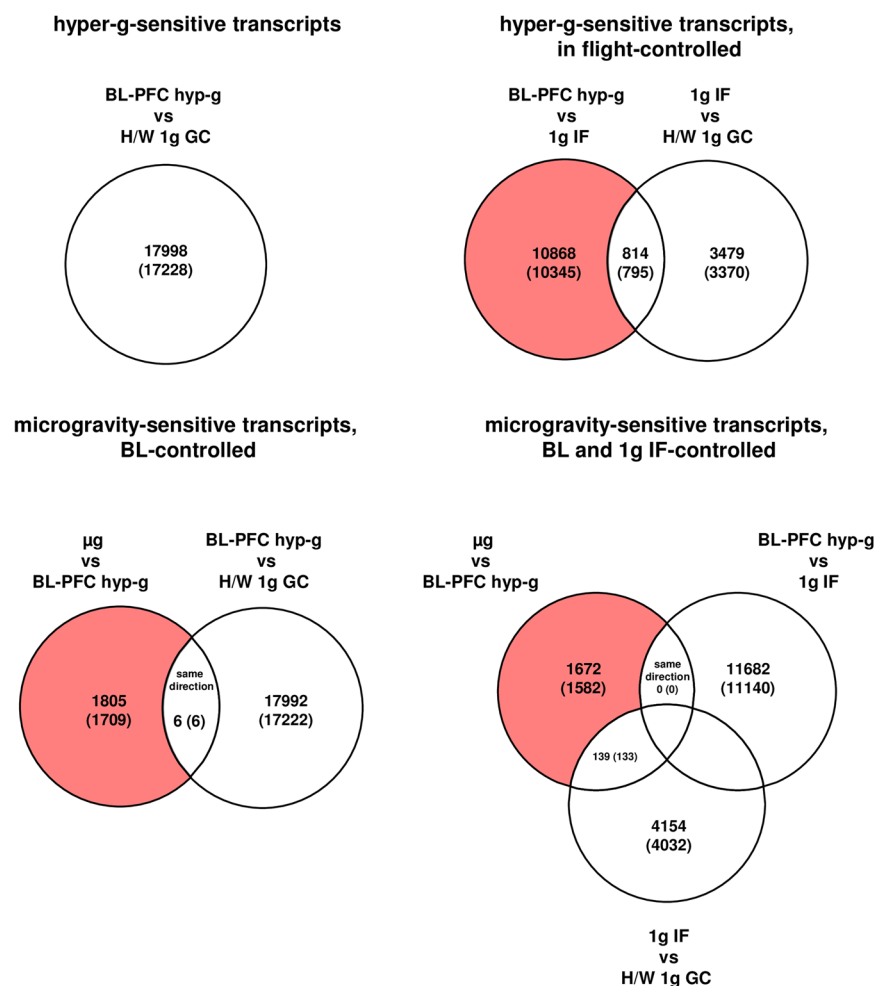 hyper-g-sensitive transcripts
BL-PFC hyp-g
vs
H/W 1g GC
17998
(17228)
hyper-g-sensitive transcripts,
in flight-controlled
BL-PFC hyp-g
vs
1g IF
1g IF
vs
H/W 1g GC
10868
(10345)
814
(795)
3479
(3370)
microgravity-sensitive transcripts,
BL-controlled
µg
vs
BL-PFC hyp-g
BL-PFC hyp-g
vs
H/W 1g GC
1805
(1709)
same
direction
6 (6)
17992
(17222)
microgravity-sensitive transcripts,
BL and 1g IF-controlled
µg
vs
BL-PFC hyp-g
BL-PFC hyp-g
vs
1g IF
1672
(1582)
same
direction
0 (0)
11682
(11140)
139 (133)
4154
(4032)
1g IF
vs
H/W 1g GC